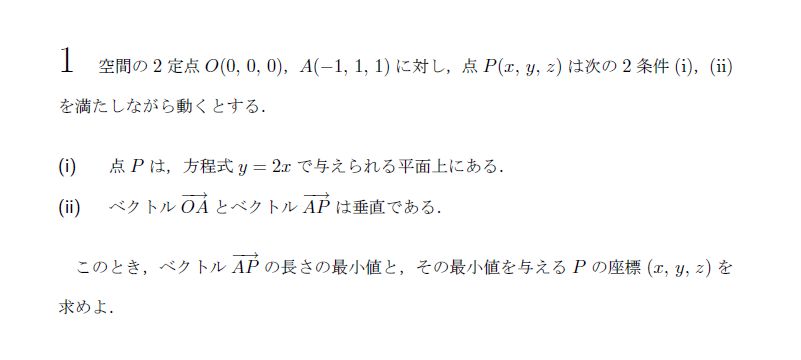 1 空間の 2 定点 O(0, 0, 0)，A(−1, 1, 1) に対し，点 P(x, y, z) は次の 2 条件 (i)，(ii)
を満たしながら動くとする．
(i) 点 P は，方程式 y = 2x で与えられる平面上にある．
(ii) ベクトル $\overrightarrow{OA}$ とベクトル $\overrightarrow{AP}$ は垂直である．
このとき，ベクトル $\overrightarrow{AP}$ の長さの最小値と，その最小値を与える P の座標 (x, y, z) を
求めよ．